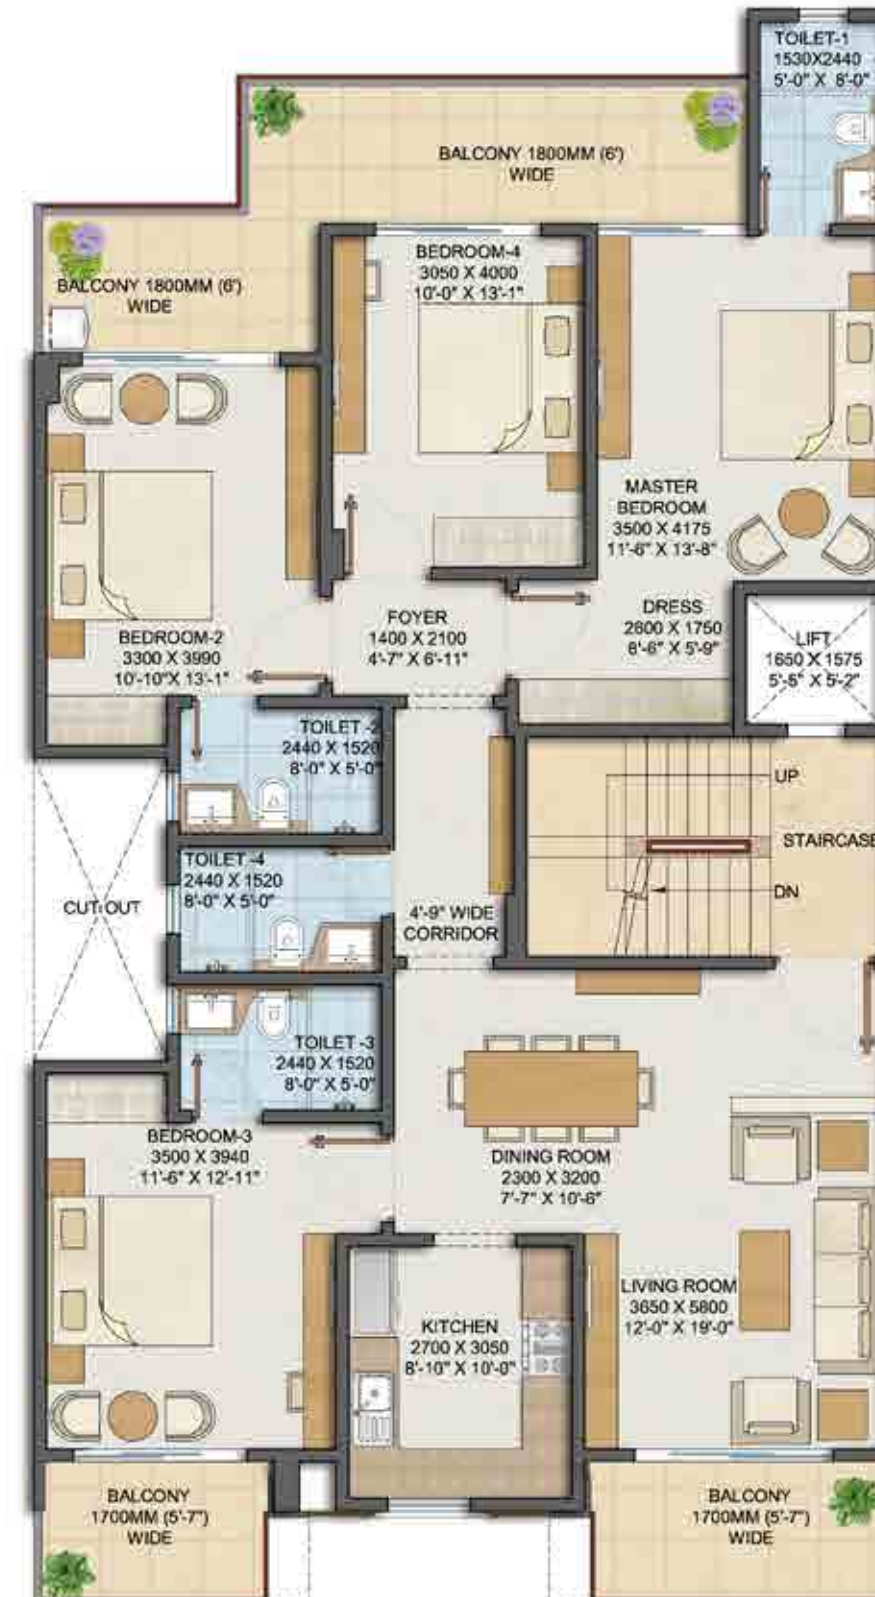 TOILET-1
1530X2440
5'-0" X 8'-0"
BALCONY 1800MM (6')
WIDE
BALCONY 1800MM (6')
WIDE
BEDROOM-4
3050 X 4000
10'-0" X 13'-1"
MASTER
BEDROOM
3500 X 4175
11'-6" X 13'-8"
BEDROOM-2
3300 X 3990
10'-10"X 13'-1"
FOYER
1400 X 2100
4'-7" X 6'-11"
DRESS
2600 X 1750
8'-6" X 5'-9"
LIFT
1650 X 1575
5'-5" X 5'-2"
TOILET -2
2440 X 1520
8'-0" X 5'-0"
UP
STAIRCASE
DN
TOILET -4
2440 X 1520
8'-0" X 5'-0"
CUT OUT
4'-9" WIDE
CORRIDOR
TOILET -3
2440 X 1520
8'-0" X 5'-0"
BEDROOM-3
3500 X 3940
11'-6" X 12'-11"
DINING ROOM
2300 X 3200
7'-7" X 10'-6"
LIVING ROOM
3650 X 5800
12'-0" X 19'-0"
KITCHEN
2700 X 3050
8'-10" X 10'-0"
BALCONY
1700MM (5'-7")
WIDE
BALCONY
1700MM (5'-7")
WIDE